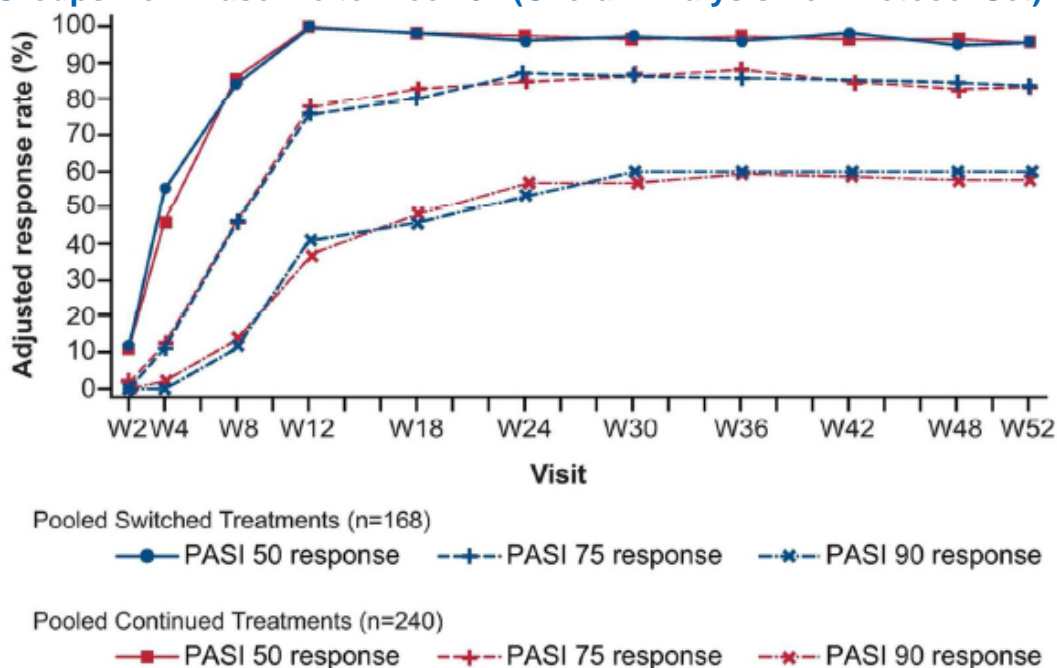 Adjusted response rate (%)
100
90
80
70
60
50
40
30
20
10
0
W2 W4 W8 W12 W18 W24 W30 W36 W42 W48 W52
Visit
Pooled Switched Treatments (n=168)
PASI 50 response PASI 75 response PASI 90 response
Pooled Continued Treatments (n=240)
PASI 50 response PASI 75 response PASI 90 response